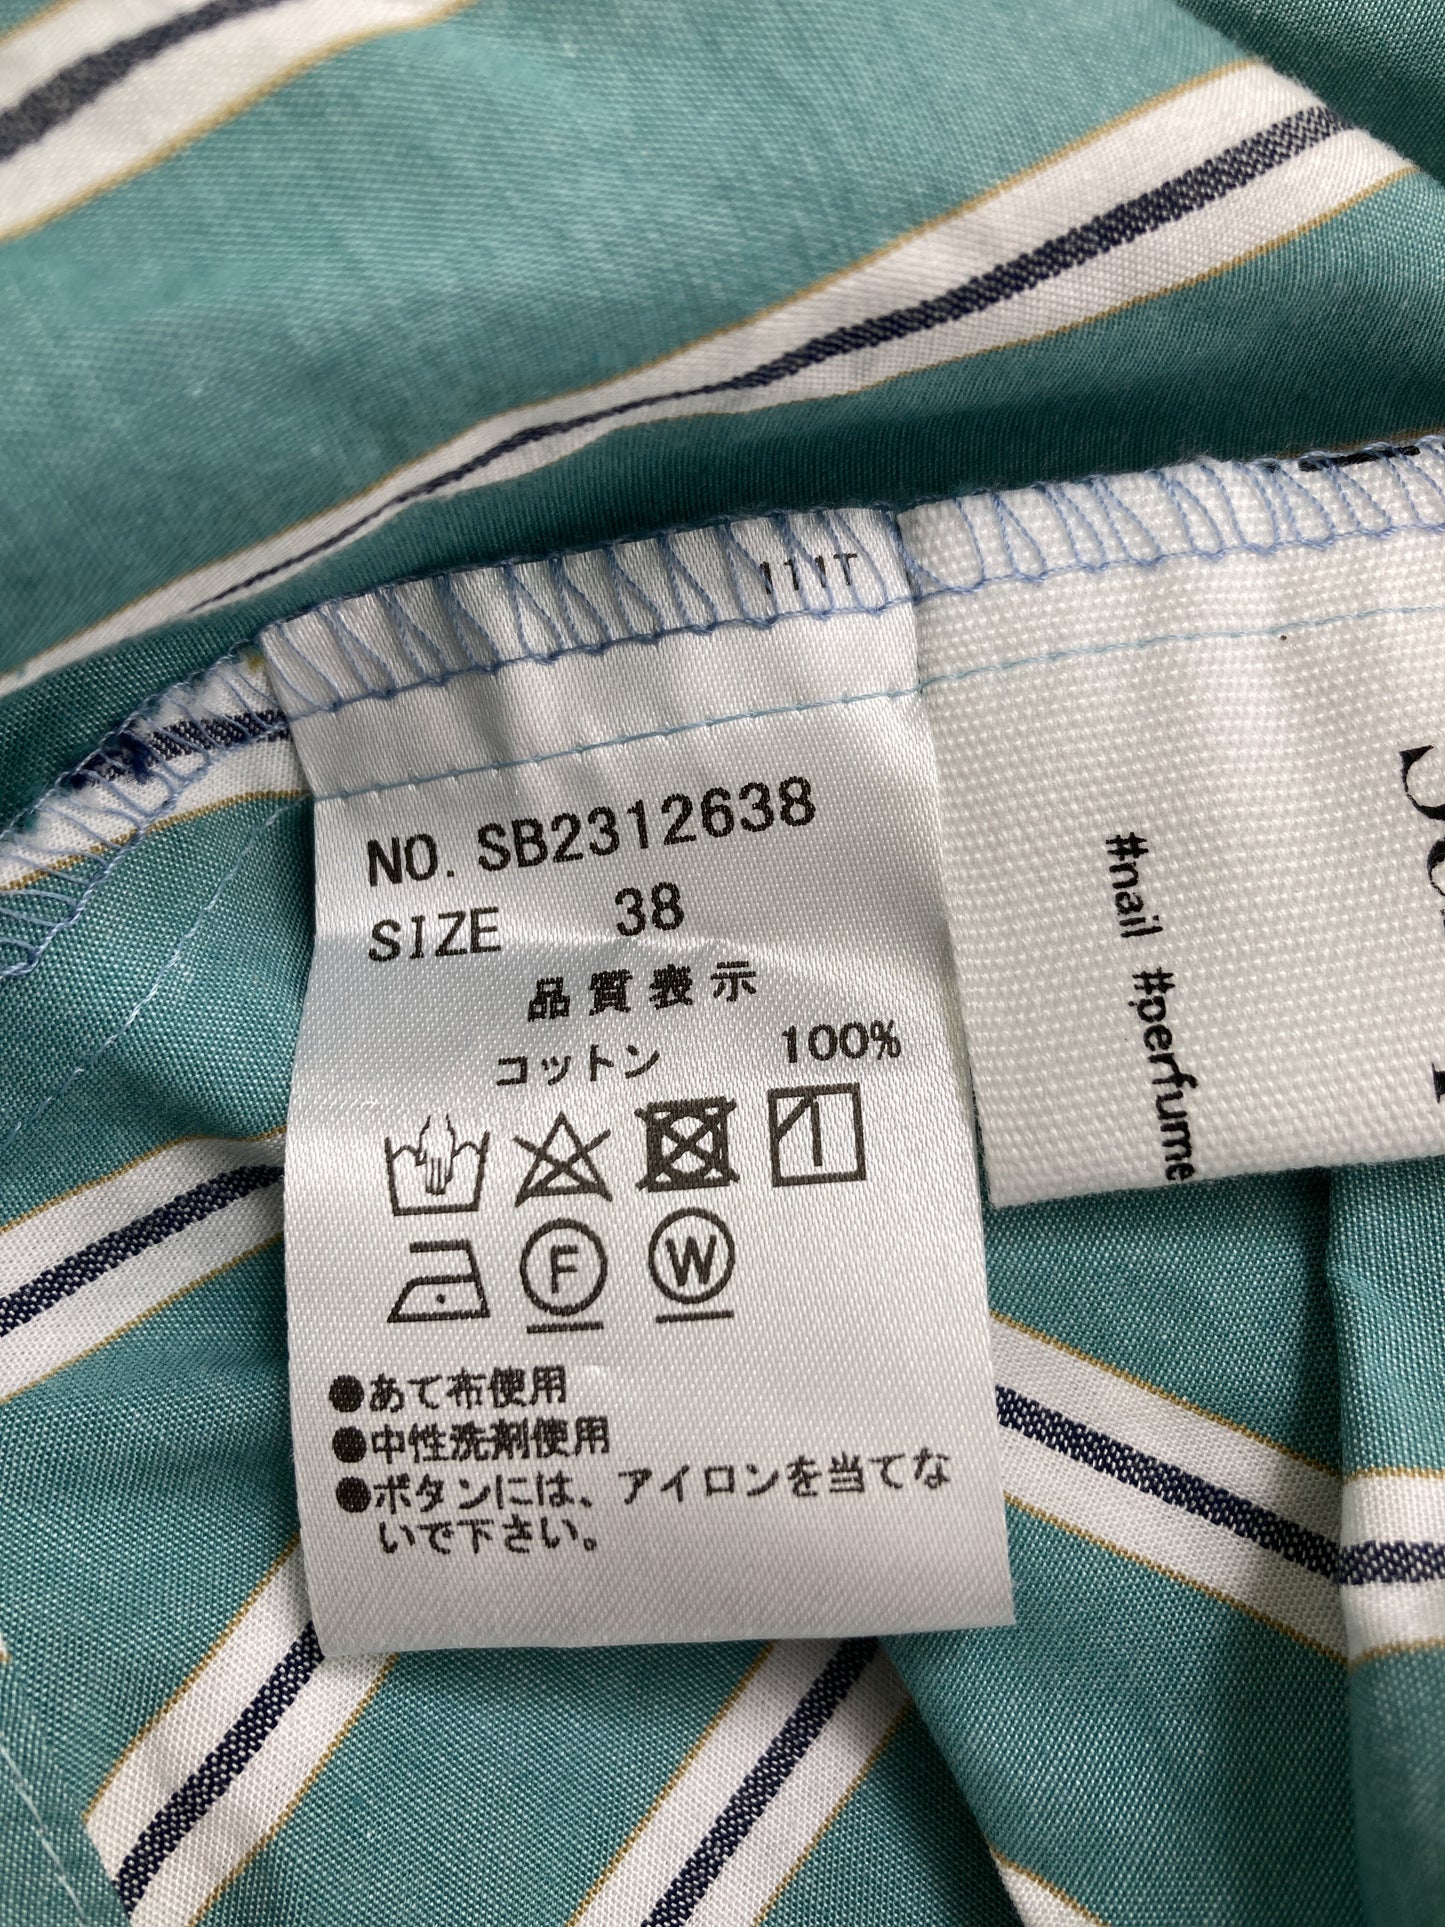 NO. SB2312638
SIZE 38
品質表示
コットン 100%
F W
●あて布使用
●中性洗剤使用
●ボタンには、アイロンを当てな
いで下さい。
#nail #perfume